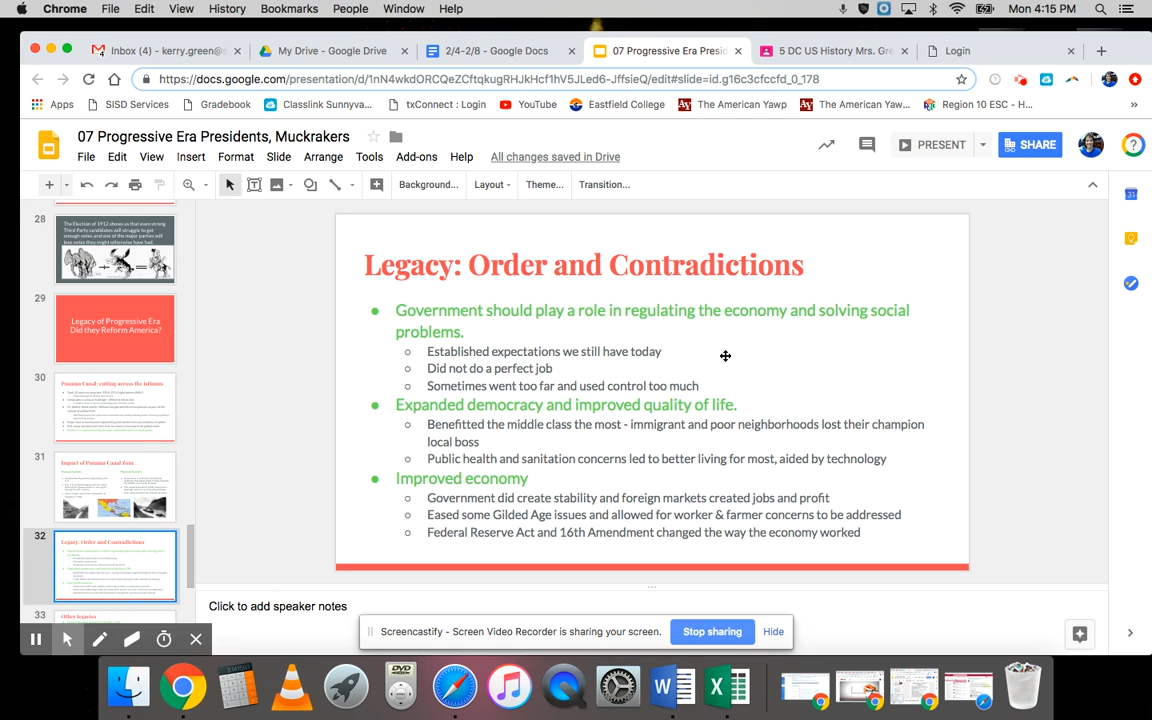 Chrome File Edit View History Bookmarks People Window Help Mon 4:15 PM
Inbox (4) - kerry.green@s
My Drive - Google Drive
2/4-2/8 - Google Docs
07 Progressive Era Presid
5 DC US History Mrs. Gre
Login
https://docs.google.com/presentation/d/1nN4wkdORCQeZCftqkugRHJkHcf1hV5JLed6-JffsieQ/edit#slide=id.g16c3cfccfd_0_178
Apps SISD Services Gradebook Classlink Sunnyva... txConnect : Login YouTube Eastfield College The American Yawp The American Yaw... Region 10 ESC - H...
07 Progressive Era Presidents, Muckrakers
File Edit View Insert Format Slide Arrange Tools Add-ons Help All changes saved in Drive
PRESENT
SHARE
Background... Layout Theme... Transition...
28
The Election of 1912 shows us that even strong
Third Party candidates will struggle to get
enough votes and one of the major parties will
lose votes they might otherwise have had.
29
Legacy of Progressive Era
Did they Reform America?
30
Panama Canal: cutting across the isthmus
31
Impact of Panama Canal Zone
32
Legacy: Order and Contradictions
33
Other legacies
Legacy: Order and Contradictions
● Government should play a role in regulating the economy and solving social
problems.
○ Established expectations we still have today
○ Did not do a perfect job
○ Sometimes went too far and used control too much
● Expanded democracy and improved quality of life.
○ Benefitted the middle class the most - immigrant and poor neighborhoods lost their champion
local boss
○ Public health and sanitation concerns led to better living for most, aided by technology
● Improved economy
○ Government did create stability and foreign markets created jobs and profit
○ Eased some Gilded Age issues and allowed for worker & farmer concerns to be addressed
○ Federal Reserve Act and 16th Amendment changed the way the economy worked
Click to add speaker notes
Screencastify - Screen Video Recorder is sharing your screen. Stop sharing Hide
DVD